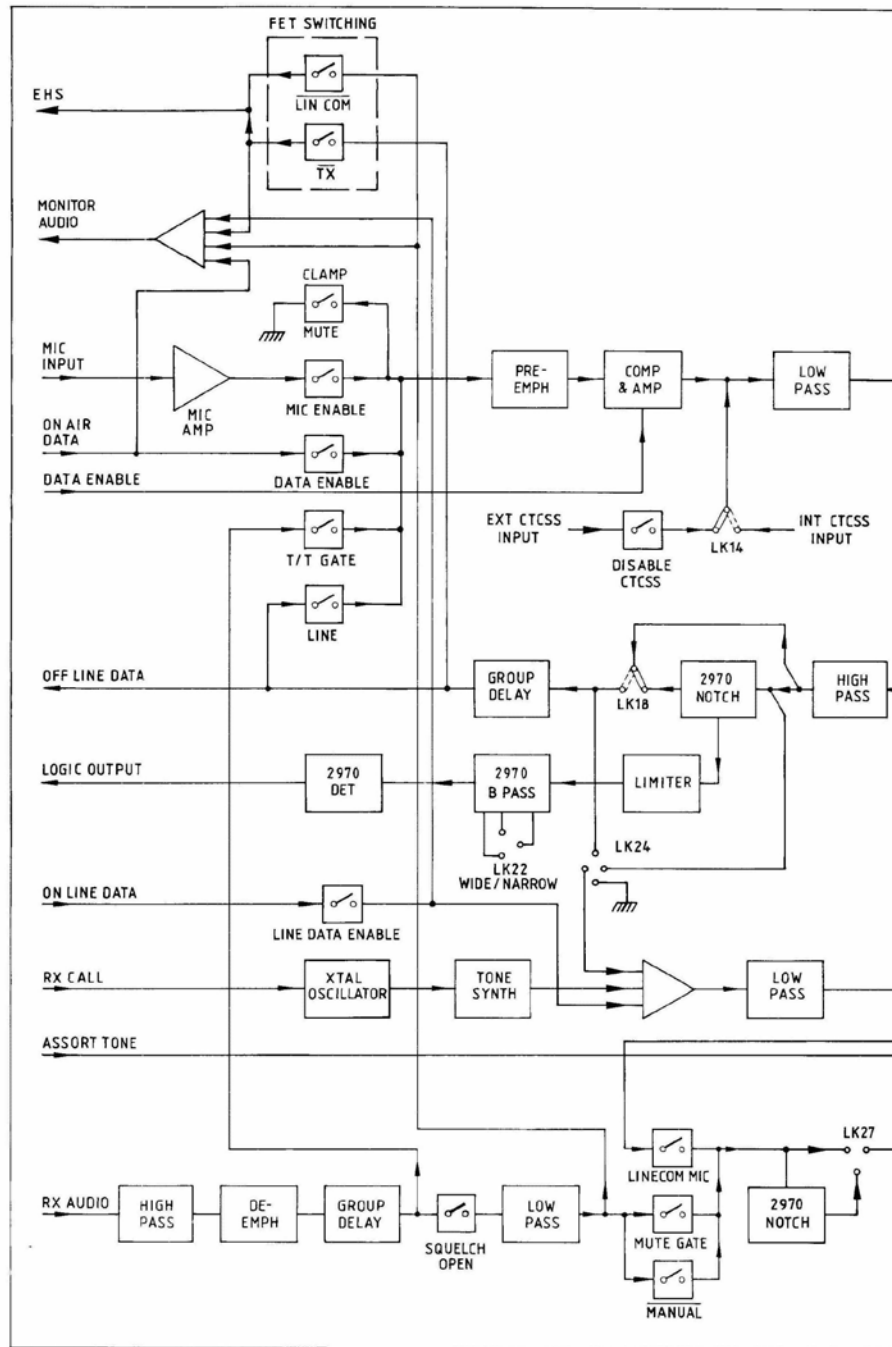 FET SWITCHING
LIN COM
EHS
TX
MONITOR
AUDIO
CLAMP
MUTE
MIC
INPUT
MIC
AMP
MIC ENABLE
PRE-
EMPH
COMP
& AMP
LOW
PASS
ON AIR
DATA
DATA ENABLE
DATA ENABLE
EXT CTCSS
INPUT
DISABLE
CTCSS
LK14
INT CTCSS
INPUT
T/T GATE
LINE
OFF LINE DATA
GROUP
DELAY
LK18
2970
NOTCH
HIGH
PASS
LOGIC OUTPUT
2970
DET
2970
B PASS
LIMITER
LK22
WIDE/NARROW
LK24
ON LINE DATA
LINE DATA ENABLE
RX CALL
XTAL
OSCILLATOR
TONE
SYNTH
LOW
PASS
ASSORT TONE
LINECOM MIC
LK27
RX AUDIO
HIGH
PASS
DE-
EMPH
GROUP
DELAY
SQUELCH
OPEN
LOW
PASS
MUTE GATE
2970
NOTCH
MANUAL